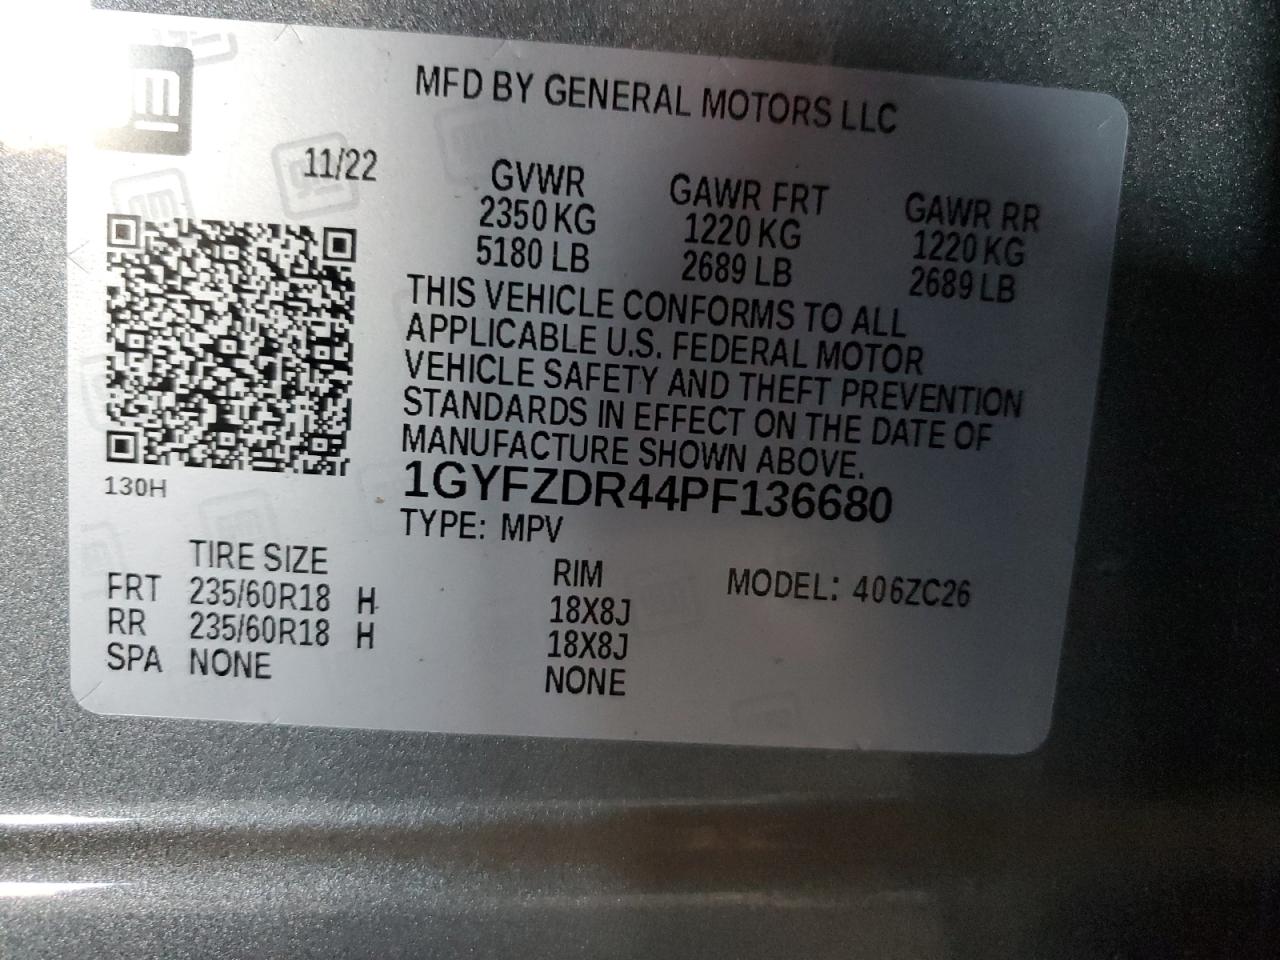 MFD BY GENERAL MOTORS LLC
11/22
GVWR GAWR FRT GAWR RR
2350 KG 1220 KG 1220 KG
5180 LB 2689 LB 2689 LB
THIS VEHICLE CONFORMS TO ALL
APPLICABLE U.S. FEDERAL MOTOR
VEHICLE SAFETY AND THEFT PREVENTION
STANDARDS IN EFFECT ON THE DATE OF
MANUFACTURE SHOWN ABOVE.
130H
1GYFZDR44PF136680
TYPE: MPV
TIRE SIZE RIM MODEL: 406ZC26
FRT 235/60R18 H 18X8J
RR 235/60R18 H 18X8J
SPA NONE NONE